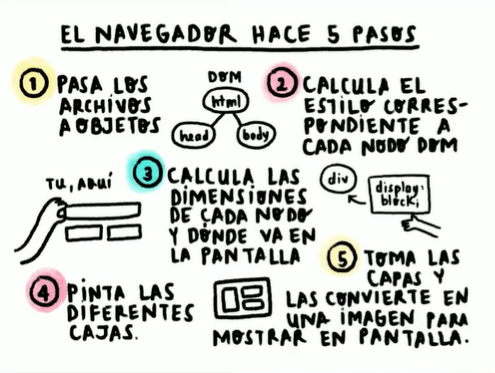 EL NAVEGADOR HACE 5 PASOS
1 PASA LOS
ARCHIVOS
A OBJETOS
DOM
html
head
body
2 CALCULA EL
ESTILO CORRES-
PONDIENTE A
CADA NODO DOM
TU, AQUÍ
3 CALCULA LAS
DIMENSIONES
DE CADA NODO
Y DÓNDE VA EN
LA PANTALLA
div
display:
block;
4 PINTA LAS
DIFERENTES
CAJAS.
5 TOMA LAS
CAPAS Y
LAS CONVIERTE EN
UNA IMAGEN PARA
MOSTRAR EN PANTALLA.